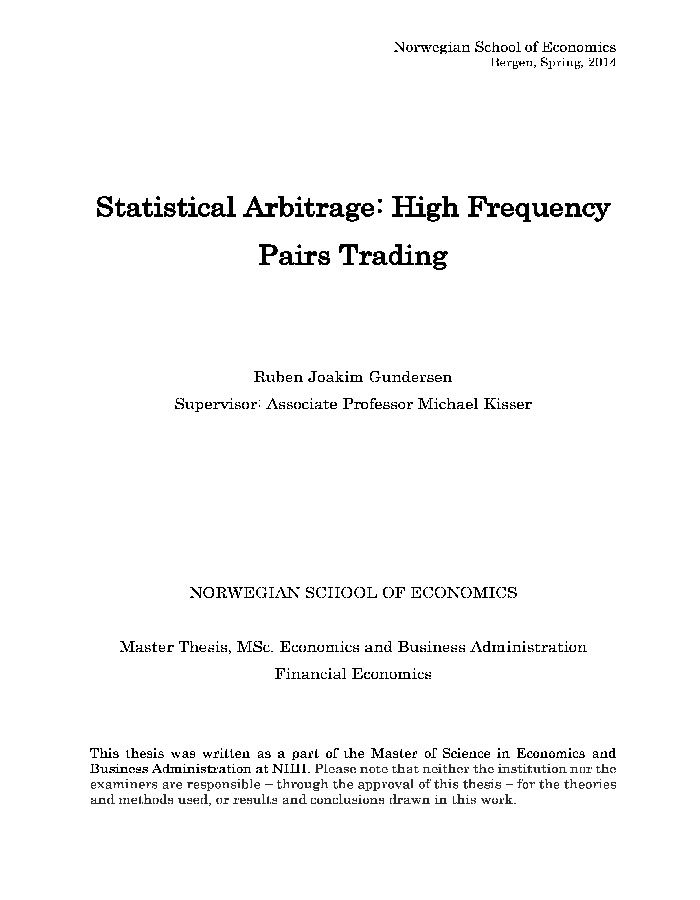 Norwegian School of Economics
Bergen, Spring, 2014
Statistical Arbitrage: High Frequency
Pairs Trading
Ruben Joakim Gundersen
Supervisor: Associate Professor Michael Kisser
NORWEGIAN SCHOOL OF ECONOMICS
Master Thesis, MSc. Economics and Business Administration
Financial Economics
This thesis was written as a part of the Master of Science in Economics and
Business Administration at NHH. Please note that neither the institution nor the
examiners are responsible – through the approval of this thesis – for the theories
and methods used, or results and conclusions drawn in this work.